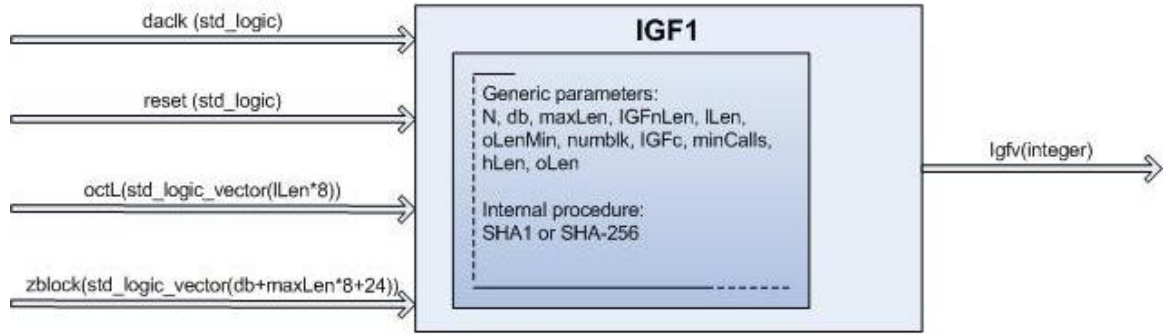 daclk (std_logic)
reset (std_logic)
octL(std_logic_vector(lLen*8))
zblock(std_logic_vector(db+maxLen*8+24))
IGF1
Generic parameters:
N, db, maxLen, IGFnLen, lLen,
oLenMin, numblk, IGFc, minCalls,
hLen, oLen
Internal procedure:
SHA1 or SHA-256
Igfv(integer)